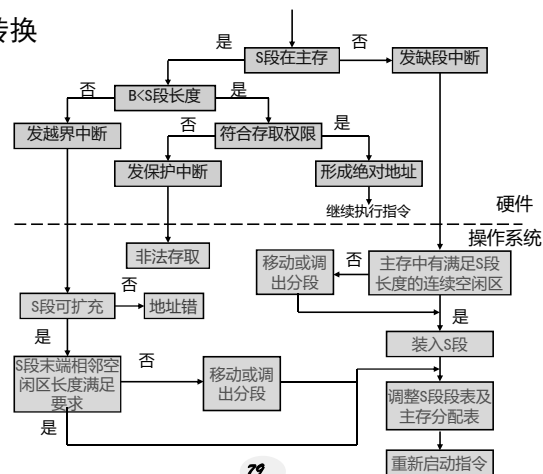 转换
是
否
S段在主存
发缺段中断
否
B<S段长度
是
发越界中断
否
符合存取权限
是
发保护中断
形成绝对地址
继续执行指令
硬件
操作系统
非法存取
移动或调
出分段
否
主存中有满足S段
长度的连续空闲区
S段可扩充
否
地址错
是
是
装入S段
S段末端相邻空
闲区长度满足
要求
否
移动或调
出分段
调整S段段表及
主存分配表
是
重新启动指令
79